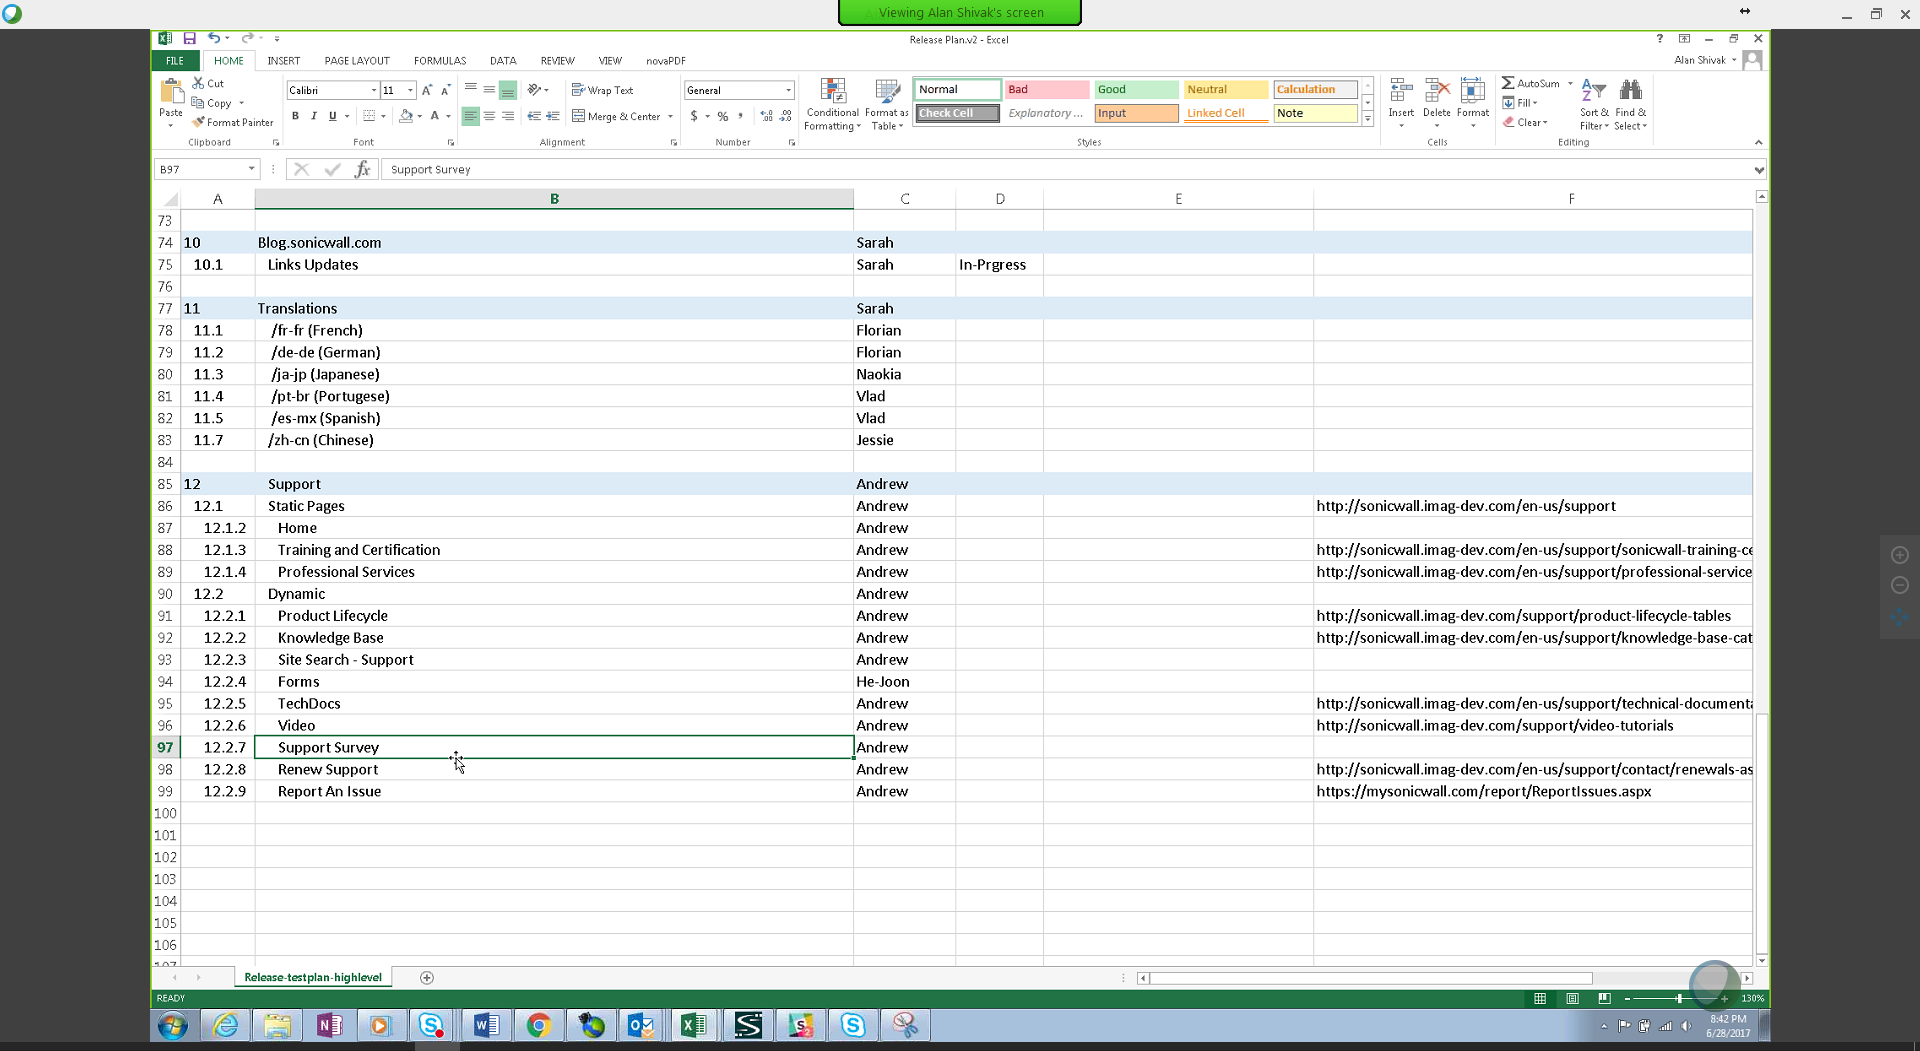 Viewing Alan Shivak's screen
Release Plan.v2 - Excel
FILE HOME INSERT PAGE LAYOUT FORMULAS DATA REVIEW VIEW novaPDF Alan Shivak
Paste Cut Copy Format Painter
Clipboard
Calibri 11
B I U
Font
Wrap Text
Merge & Center
Alignment
General
$ % ,
Number
Conditional Formatting Format as Table
Normal Bad Good Neutral Calculation
Check Cell Explanatory ... Input Linked Cell Note
Styles
Insert Delete Format
Cells
AutoSum Fill Clear Sort & Filter Find & Select
Editing
B97 fx Support Survey
A B C D E F
73
74 10 Blog.sonicwall.com Sarah
75 10.1 Links Updates Sarah In-Prgress
76
77 11 Translations Sarah
78 11.1 /fr-fr (French) Florian
79 11.2 /de-de (German) Florian
80 11.3 /ja-jp (Japanese) Naokia
81 11.4 /pt-br (Portugese) Vlad
82 11.5 /es-mx (Spanish) Vlad
83 11.7 /zh-cn (Chinese) Jessie
84
85 12 Support Andrew
86 12.1 Static Pages Andrew http://sonicwall.imag-dev.com/en-us/support
87 12.1.2 Home Andrew
88 12.1.3 Training and Certification Andrew http://sonicwall.imag-dev.com/en-us/support/sonicwall-training-ce
89 12.1.4 Professional Services Andrew http://sonicwall.imag-dev.com/en-us/support/professional-service
90 12.2 Dynamic Andrew
91 12.2.1 Product Lifecycle Andrew http://sonicwall.imag-dev.com/support/product-lifecycle-tables
92 12.2.2 Knowledge Base Andrew http://sonicwall.imag-dev.com/en-us/support/knowledge-base-cat
93 12.2.3 Site Search - Support Andrew
94 12.2.4 Forms He-Joon
95 12.2.5 TechDocs Andrew http://sonicwall.imag-dev.com/en-us/support/technical-documenta
96 12.2.6 Video Andrew http://sonicwall.imag-dev.com/support/video-tutorials
97 12.2.7 Support Survey Andrew
98 12.2.8 Renew Support Andrew http://sonicwall.imag-dev.com/en-us/support/contact/renewals-as
99 12.2.9 Report An Issue Andrew https://mysonicwall.com/report/ReportIssues.aspx
100
101
102
103
104
105
106
107
Release-testplan-highlevel
READY 130%
8:42 PM
6/28/2017